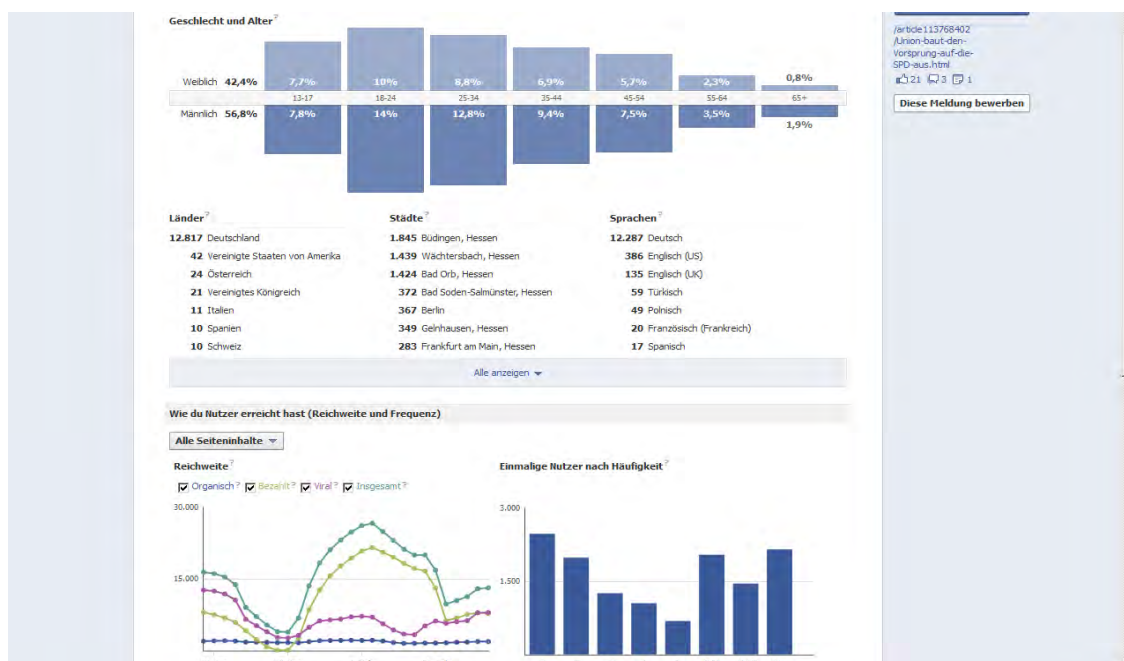 Geschlecht und Alter?
Weiblich 42,4% 7,7% 10% 8,8% 6,9% 5,7% 2,3% 0,8%
13-17 18-24 25-34 35-44 45-54 55-64 65+
Männlich 56,8% 7,8% 14% 12,8% 9,4% 7,5% 3,5% 1,9%
Länder?
12.817 Deutschland
42 Vereinigte Staaten von Amerika
24 Österreich
21 Vereinigtes Königreich
11 Italien
10 Spanien
10 Schweiz
Städte?
1.845 Büdingen, Hessen
1.439 Wächtersbach, Hessen
1.424 Bad Orb, Hessen
372 Bad Soden-Salmünster, Hessen
367 Berlin
349 Gelnhausen, Hessen
283 Frankfurt am Main, Hessen
Sprachen?
12.287 Deutsch
386 Englisch (US)
135 Englisch (UK)
59 Türkisch
49 Polnisch
20 Französisch (Frankreich)
17 Spanisch
Alle anzeigen
Wie du Nutzer erreicht hast (Reichweite und Frequenz)
Alle Seiteninhalte
Reichweite?
Organisch? Bezahlt? Viral? Insgesamt?
30.000
15.000
Einmalige Nutzer nach Häufigkeit?
3.000
1.500
/article113768402
/Union-baut-den-
Vorsprung-auf-die-
SPD-aus.html
21 3 1
Diese Meldung bewerben